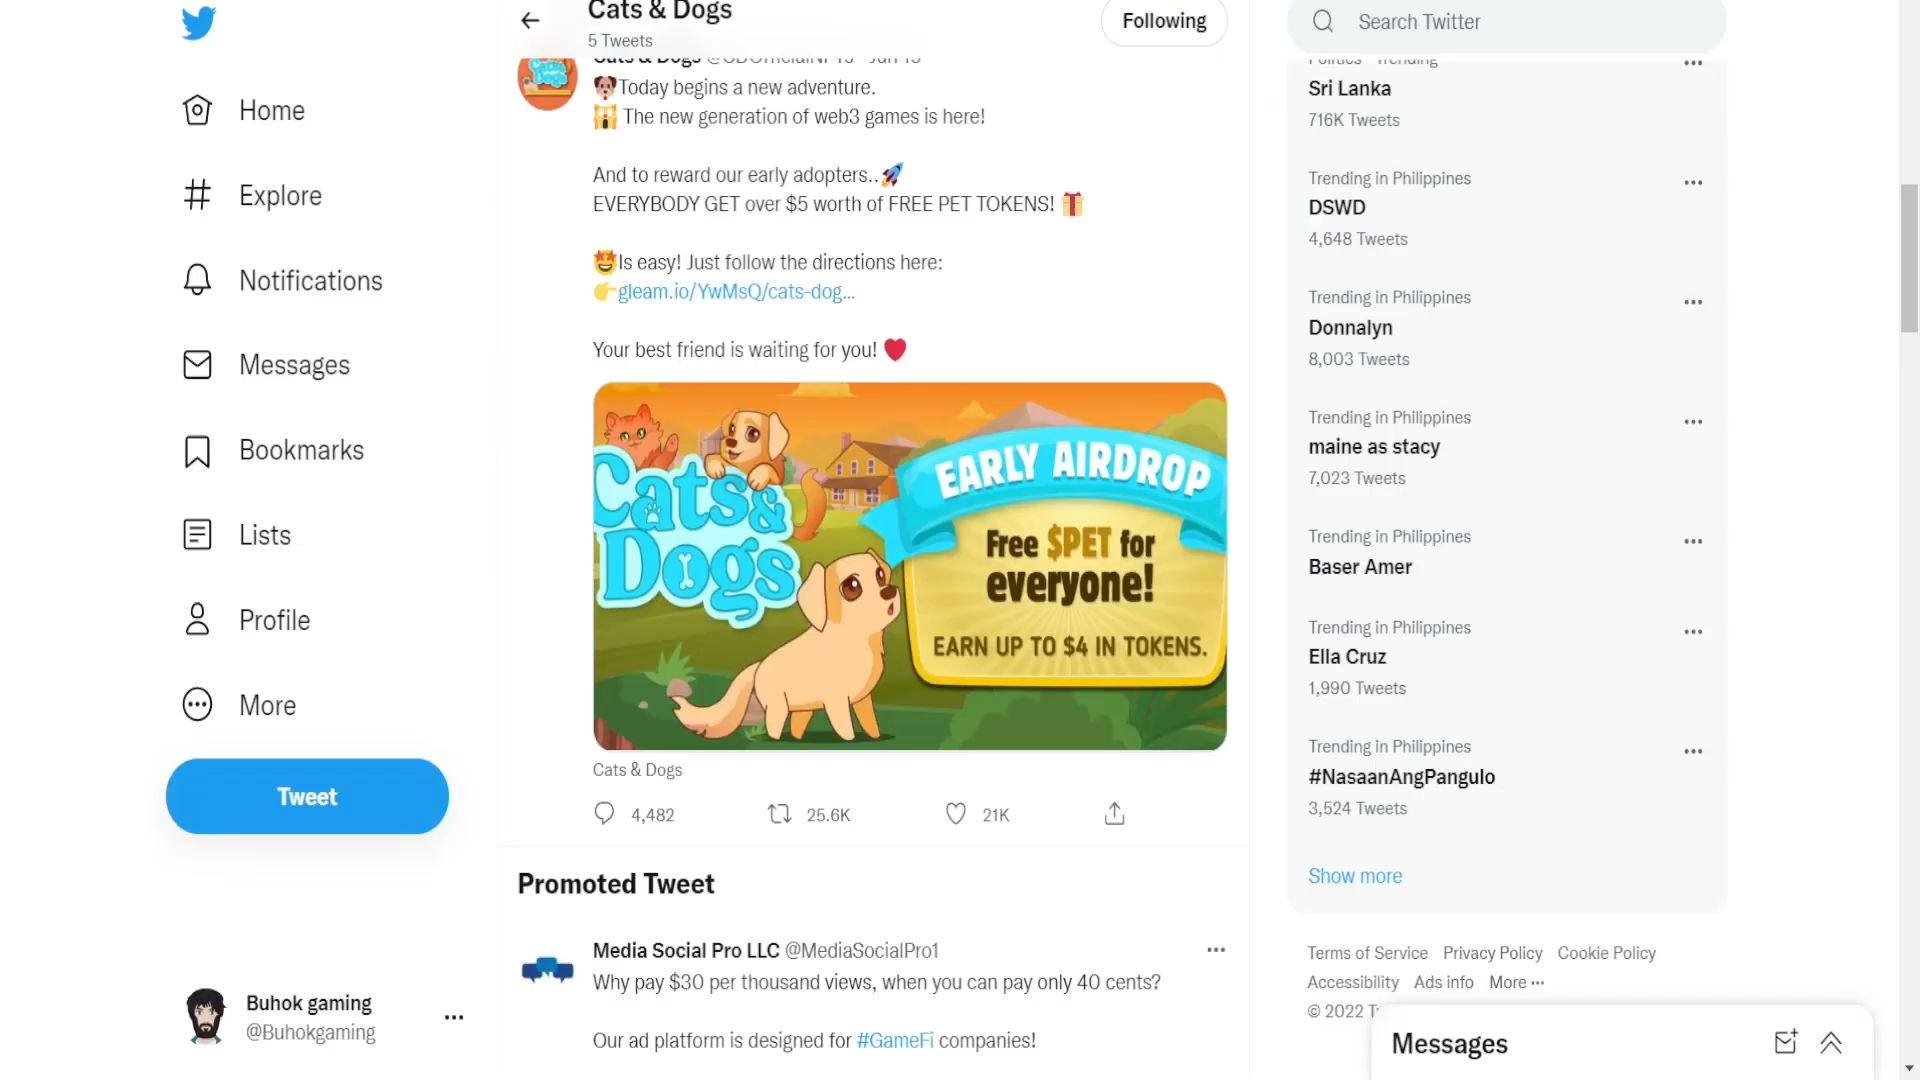 Home
Explore
Notifications
Messages
Bookmarks
Lists
Profile
More
Tweet
Buhok gaming
@Buhokgaming
Cats & Dogs
5 Tweets
Following
Cats & Dogs
Today begins a new adventure.
The new generation of web3 games is here!
And to reward our early adopters..
EVERYBODY GET over $5 worth of FREE PET TOKENS!
Is easy! Just follow the directions here:
gleam.io/YwMsQ/cats-dog...
Your best friend is waiting for you!
Cats &
Dogs
EARLY AIRDROP
Free $PET for
everyone!
EARN UP TO $4 IN TOKENS.
Cats & Dogs
4,482
25.6K
21K
Promoted Tweet
Media Social Pro LLC @MediaSocialPro1
Why pay $30 per thousand views, when you can pay only 40 cents?
Our ad platform is designed for #GameFi companies!
Search Twitter
Politics · Trending
Sri Lanka
716K Tweets
Trending in Philippines
DSWD
4,648 Tweets
Trending in Philippines
Donnalyn
8,003 Tweets
Trending in Philippines
maine as stacy
7,023 Tweets
Trending in Philippines
Baser Amer
Trending in Philippines
Ella Cruz
1,990 Tweets
Trending in Philippines
#NasaanAngPangulo
3,524 Tweets
Show more
Terms of Service Privacy Policy Cookie Policy
Accessibility Ads info More ...
© 2022
Messages